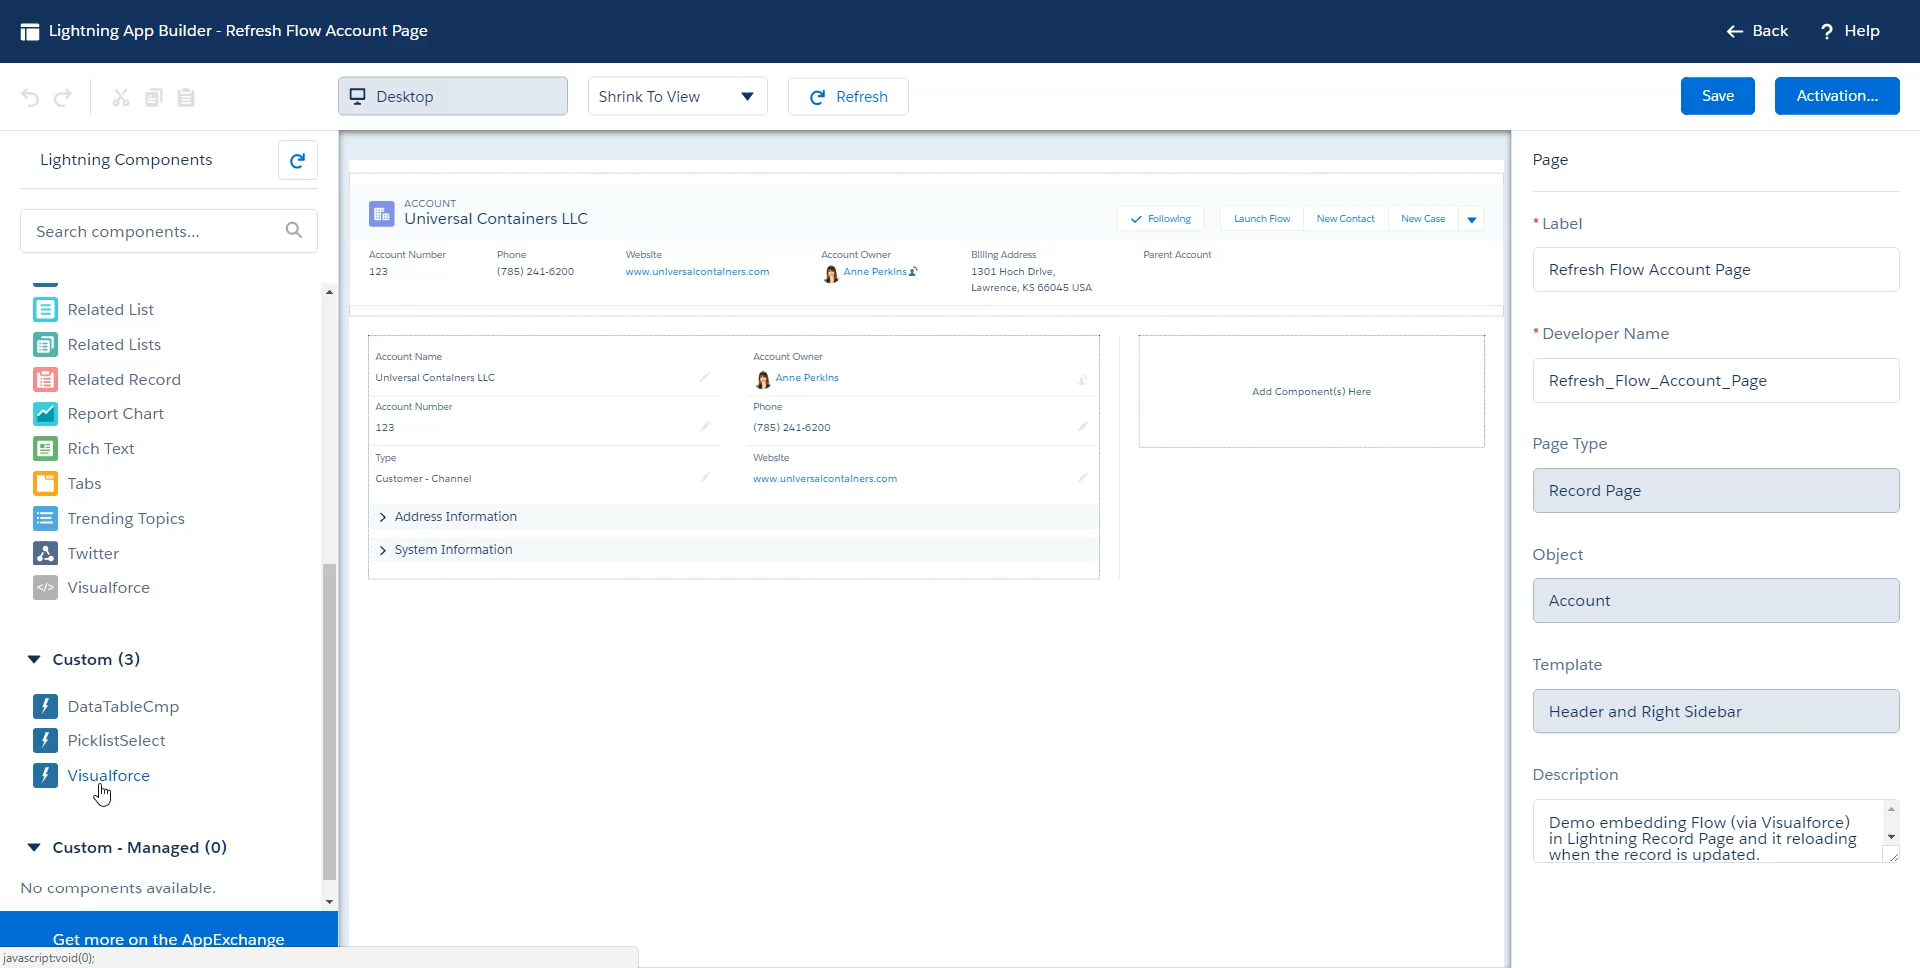 Lightning App Builder - Refresh Flow Account Page
Back
? Help
Desktop
Shrink To View
Refresh
Save
Activation...
Lightning Components
Search components...
Related List
Related Lists
Related Record
Report Chart
Rich Text
Tabs
Trending Topics
Twitter
</> Visualforce
Custom (3)
DataTableCmp
PicklistSelect
Visualforce
Custom - Managed (0)
No components available.
Get more on the AppExchange
javascript:void(0);
ACCOUNT
Universal Containers LLC
Following
Launch Flow
New Contact
New Case
Account Number
123
Phone
(785) 241-6200
Website
www.universalcontainers.com
Account Owner
Anne Perkins
Billing Address
1301 Hoch Drive,
Lawrence, KS 66045 USA
Parent Account
Account Name
Universal Containers LLC
Account Owner
Anne Perkins
Account Number
123
Phone
(785) 241-6200
Type
Customer - Channel
Website
www.universalcontainers.com
Address Information
System Information
Add Component(s) Here
Page
* Label
Refresh Flow Account Page
* Developer Name
Refresh_Flow_Account_Page
Page Type
Record Page
Object
Account
Template
Header and Right Sidebar
Description
Demo embedding Flow (via Visualforce)
in Lightning Record Page and it reloading
when the record is updated.